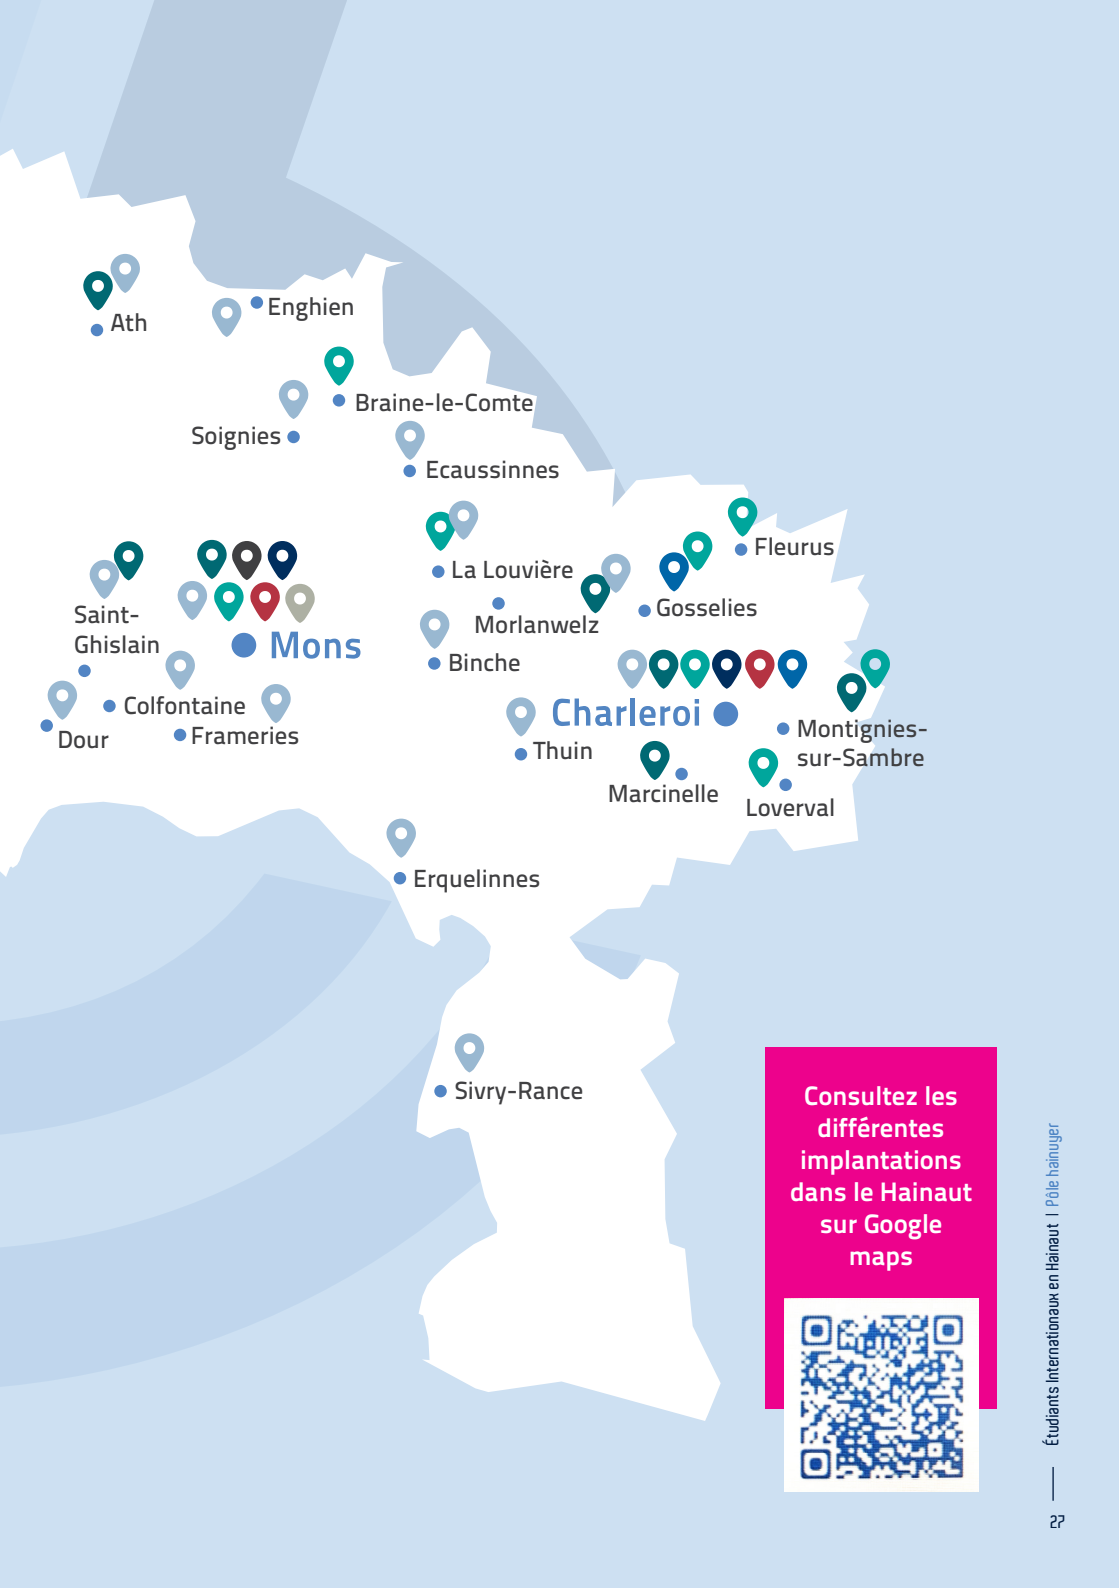 Ath
Enghien
Braine-le-Comte
Soignies
Ecaussinnes
Fleurus
La Louvière
Gosselies
Morlanwelz
Saint-
Ghislain
Mons
Binche
Colfontaine
Charleroi
Dour
Frameries
Thuin
Montignies-
sur-Sambre
Marcinelle
Loverval
Erquelinnes
Sivry-Rance
Consultez les
différentes
implantations
dans le Hainaut
sur Google
maps
Étudiants Internationaux en Hainaut | Pôle hainuyer
27